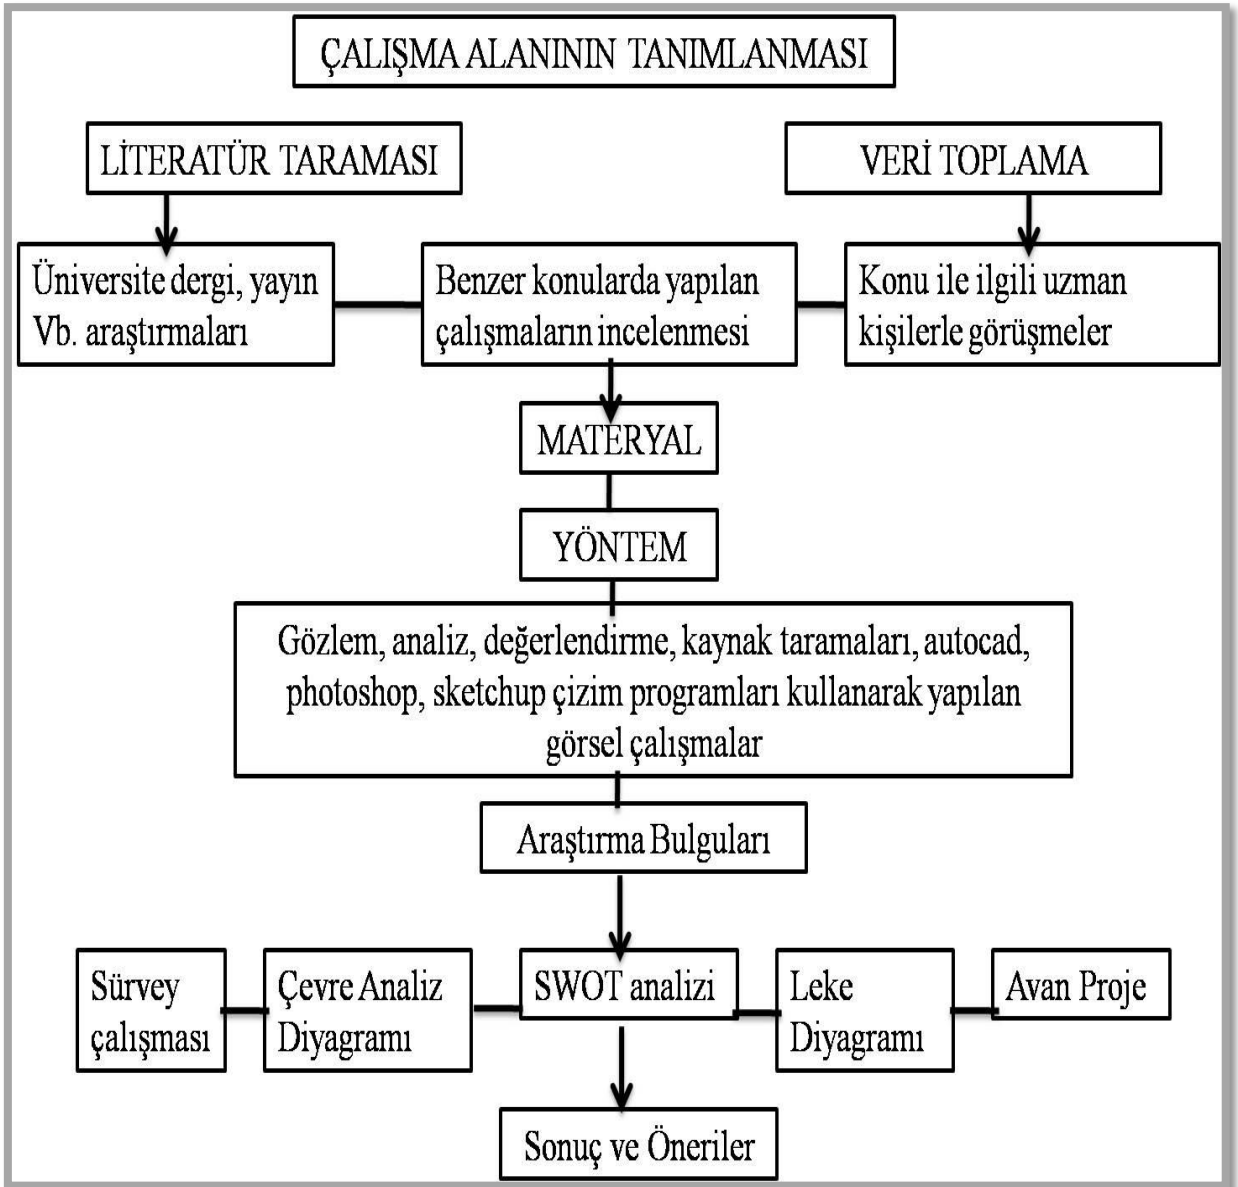 ÇALIŞMA ALANININ TANIMLANMASI
LİTERATÜR TARAMASI
VERİ TOPLAMA
Üniversite dergi, yayın
Vb. araştırmaları
Benzer konularda yapılan
çalışmaların incelenmesi
Konu ile ilgili uzman
kişilerle görüşmeler
MATERYAL
YÖNTEM
Gözlem, analiz, değerlendirme, kaynak taramaları, autocad,
photoshop, sketchup çizim programları kullanarak yapılan
görsel çalışmalar
Araştırma Bulguları
Sürvey
çalışması
Çevre Analiz
Diyagramı
SWOT analizi
Leke
Diyagramı
Avan Proje
Sonuç ve Öneriler